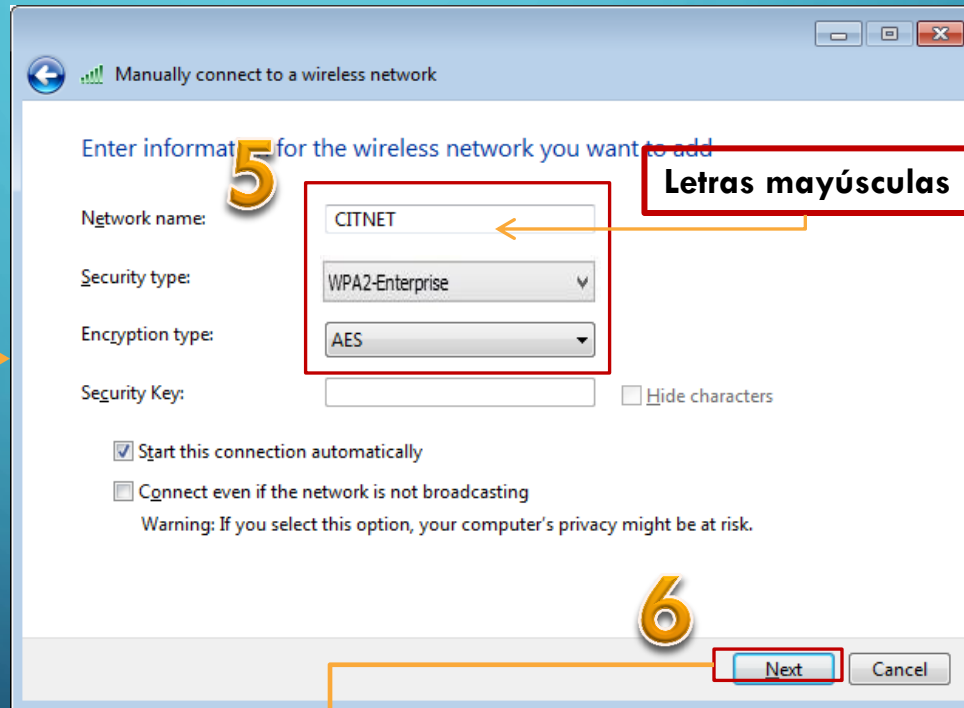 Manually connect to a wireless network
Enter information for the wireless network you want to add
5
Letras mayúsculas
Network name:
CITNET
Security type:
WPA2-Enterprise
Encryption type:
AES
Security Key:
Hide characters
Start this connection automatically
Connect even if the network is not broadcasting
Warning: If you select this option, your computer's privacy might be at risk.
6
Next
Cancel